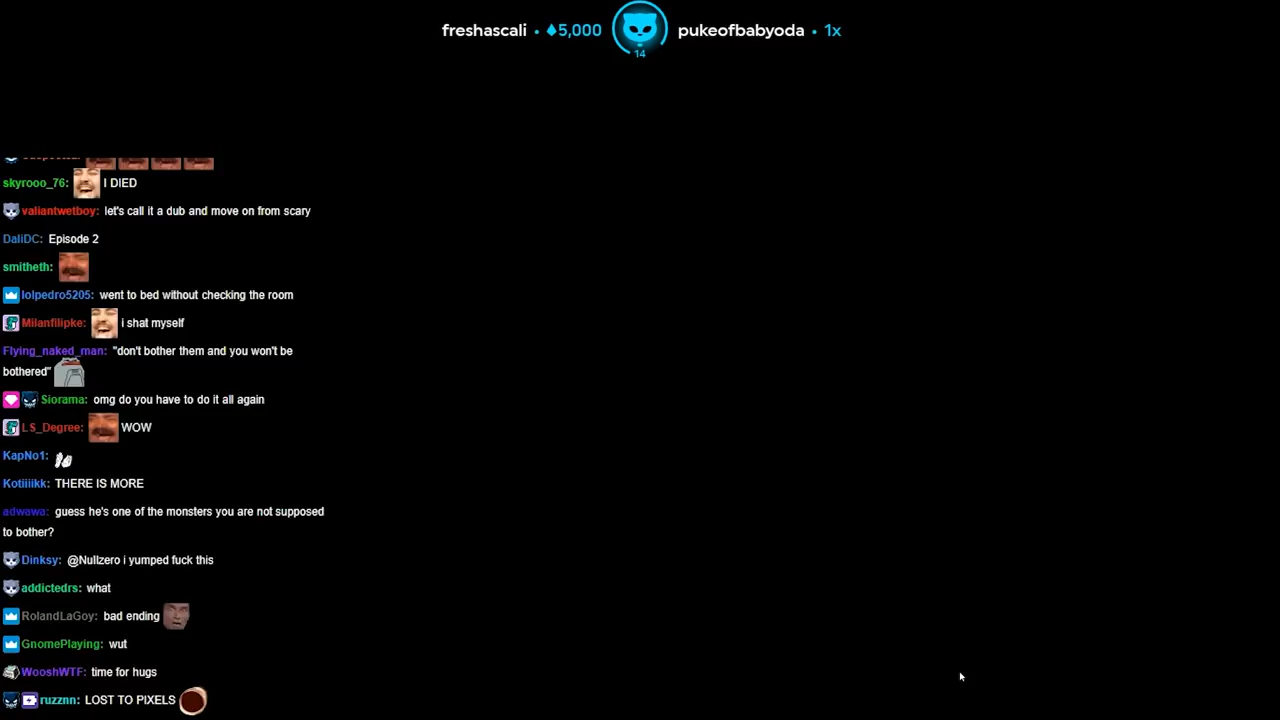 freshascali • 5,000 pukeofbabyoda • 1x
14
skyrooo_76: I DIED
valiantwetboy: let's call it a dub and move on from scary
DaliDC: Episode 2
smitheth:
lolpedro5205: went to bed without checking the room
Milanfilipke: i shat myself
Flying_naked_man: "don't bother them and you won't be
bothered"
Siorama: omg do you have to do it all again
LS_Degree: WOW
KapNo1:
Kotiiiikk: THERE IS MORE
adwawa: guess he's one of the monsters you are not supposed
to bother?
Dinksy: @Nullzero i yumped fuck this
addictedrs: what
RolandLaGoy: bad ending
GnomePlaying: wut
WooshWTF: time for hugs
ruzznn: LOST TO PIXELS